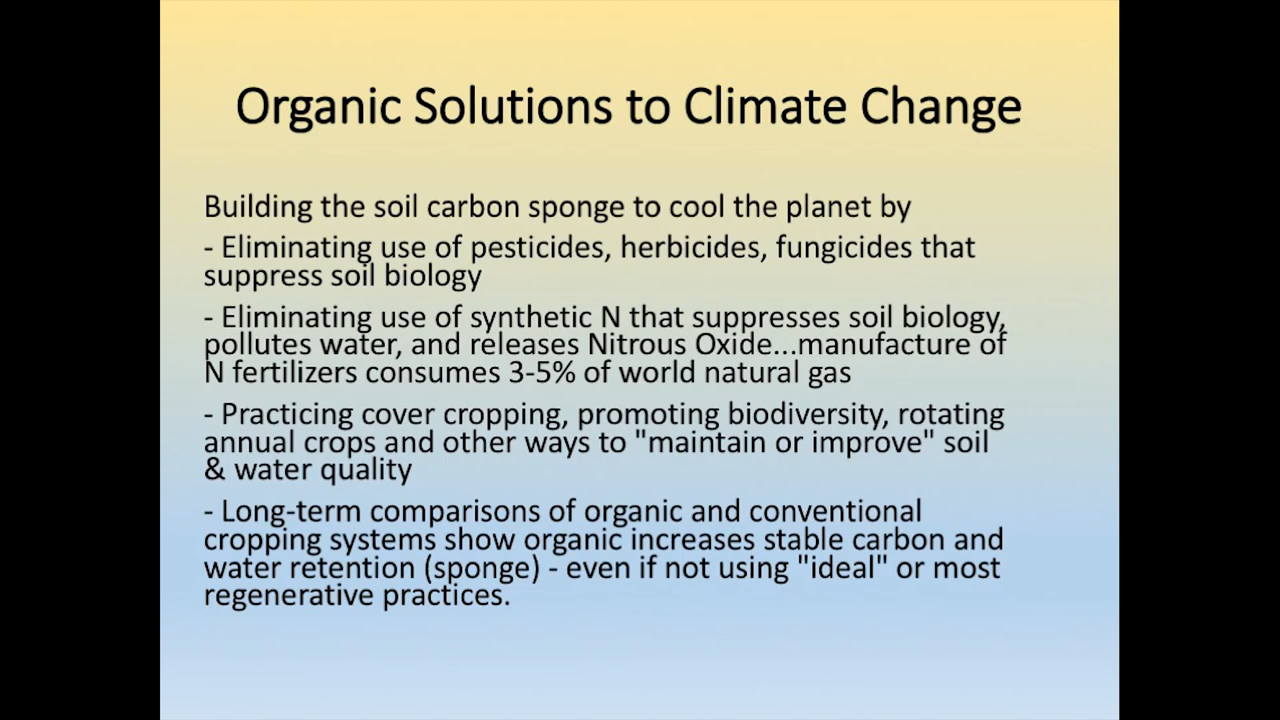 Organic Solutions to Climate Change
Building the soil carbon sponge to cool the planet by
- Eliminating use of pesticides, herbicides, fungicides that
suppress soil biology
- Eliminating use of synthetic N that suppresses soil biology,
pollutes water, and releases Nitrous Oxide...manufacture of
N fertilizers consumes 3-5% of world natural gas
- Practicing cover cropping, promoting biodiversity, rotating
annual crops and other ways to "maintain or improve" soil
& water quality
- Long-term comparisons of organic and conventional
cropping systems show organic increases stable carbon and
water retention (sponge) - even if not using "ideal" or most
regenerative practices.